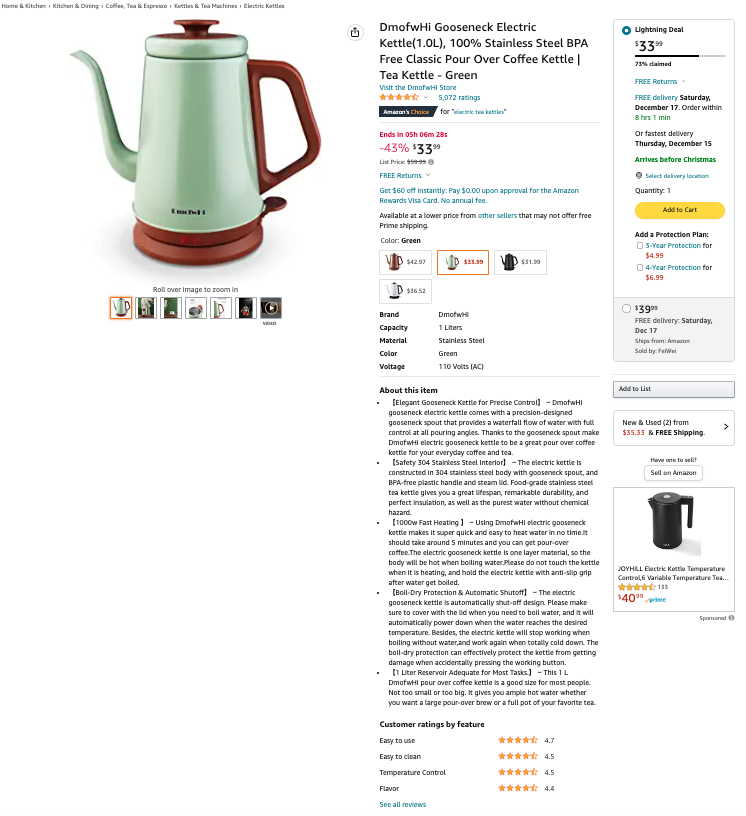 Home & Kitchen › Kitchen & Dining › Coffee, Tea & Espresso › Kettles & Tea Machines › Electric Kettles
DmofwHi
Roll over image to zoom in
VIDEO
DmofwHi Gooseneck Electric
Kettle(1.0L), 100% Stainless Steel BPA
Free Classic Pour Over Coffee Kettle |
Tea Kettle - Green
Visit the DmofwHi Store
5,072 ratings
Amazon's Choice for "electric tea kettles"
Ends in 05h 06m 28s
-43% $33.99
List Price: $59.99
FREE Returns
Get $60 off instantly: Pay $0.00 upon approval for the Amazon
Rewards Visa Card. No annual fee.
Available at a lower price from other sellers that may not offer free
Prime shipping.
Color: Green
$42.97
$33.99
$31.99
$36.52
Brand DmofwHi
Capacity 1 Liters
Material Stainless Steel
Color Green
Voltage 110 Volts (AC)
About this item
• 【Elegant Gooseneck Kettle for Precise Control】 ~ DmofwHi
gooseneck electric kettle comes with a precision-designed
gooseneck spout that provides a waterfall flow of water with full
control at all pouring angles. Thanks to the gooseneck spout make
DmofwHi electric gooseneck kettle to be a great pour over coffee
kettle for your everyday coffee and tea.
• 【Safety 304 Stainless Steel Interior】 ~ The electric kettle is
constructed in 304 stainless steel body with gooseneck spout, and
BPA-free plastic handle and steam lid. Food-grade stainless steel
tea kettle gives you a great lifespan, remarkable durability, and
perfect insulation, as well as the purest water without chemical
hazard.
• 【1000w Fast Heating 】 ~ Using DmofwHi electric gooseneck
kettle makes it super quick and easy to heat water in no time.It
should take around 5 minutes and you can get pour-over
coffee.The electric gooseneck kettle is one layer material, so the
body will be hot when boiling water.Please do not touch the kettle
when it is heating, and hold the electric kettle with anti-slip grip
after water get boiled.
• 【Boil-Dry Protection & Automatic Shutoff】 ~ The electric
gooseneck kettle is automatically shut-off design. Please make
sure to cover with the lid when you need to boil water, and it will
automatically power down when the water reaches the desired
temperature. Besides, the electric kettle will stop working when
boiling without water,and work again when totally cold down. The
boil-dry protection can effectively protect the kettle from getting
damage when accidentally pressing the working button.
• 【1 Liter Reservoir Adequate for Most Tasks.】 ~ This 1 L
DmofwHi pour over coffee kettle is a good size for most people.
Not too small or too big. It gives you ample hot water whether
you want a large pour-over brew or a full pot of your favorite tea.
Customer ratings by feature
Easy to use 4.7
Easy to clean 4.5
Temperature Control 4.5
Flavor 4.4
See all reviews
Lightning Deal
$33.99
73% claimed
FREE Returns
FREE delivery Saturday,
December 17. Order within
8 hrs 1 min
Or fastest delivery
Thursday, December 15
Arrives before Christmas
Select delivery location
Quantity: 1
Add to Cart
Add a Protection Plan:
3-Year Protection for
$4.99
4-Year Protection for
$6.99
$39.99
FREE delivery: Saturday,
Dec 17
Ships from: Amazon
Sold by: FeiWei
Add to List
New & Used (2) from
$35.33 & FREE Shipping.
Have one to sell?
Sell on Amazon
JOYHILL Electric Kettle Temperature
Control,6 Variable Temperature Tea...
133
$40.99 prime
Sponsored